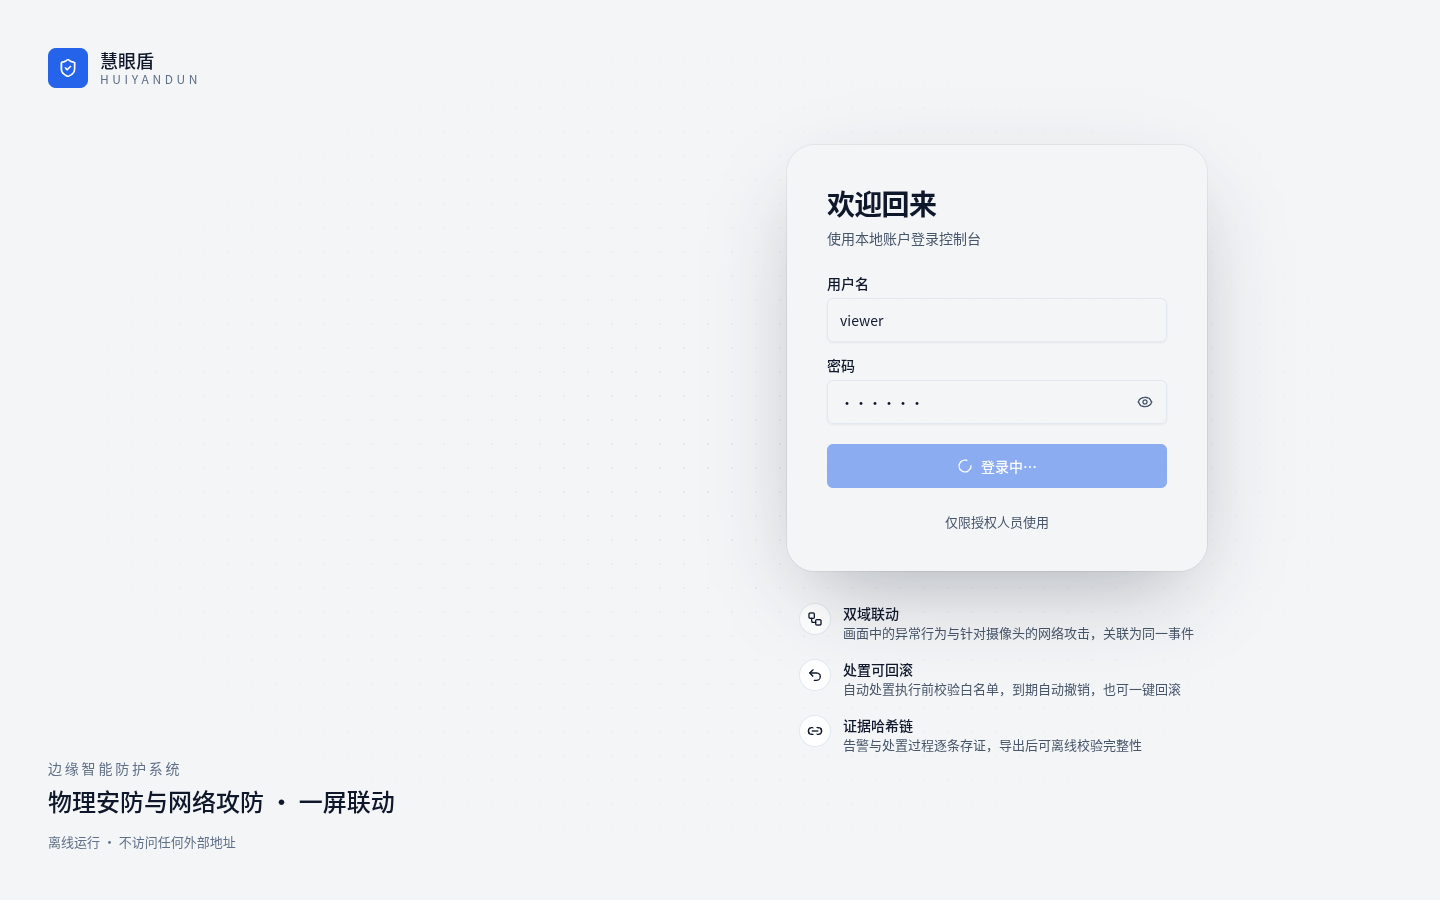 慧眼盾
HUIYANDUN
欢迎回来
使用本地账户登录控制台
用户名
viewer
密码
••••••
登录中…
仅限授权人员使用
双域联动
画面中的异常行为与针对摄像头的网络攻击，关联为同一事件
处置可回滚
自动处置执行前校验白名单，到期自动撤销，也可一键回滚
证据哈希链
告警与处置过程逐条存证，导出后可离线校验完整性
边缘智能防护系统
物理安防与网络攻防 · 一屏联动
离线运行 · 不访问任何外部地址